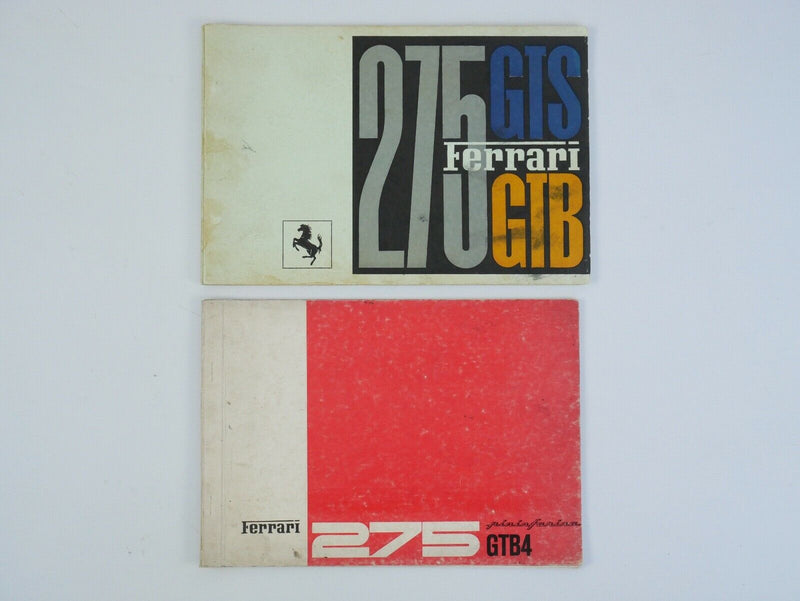 275 GTS
Ferrari
GTB
Ferrari
275
pininfarina
GTB4